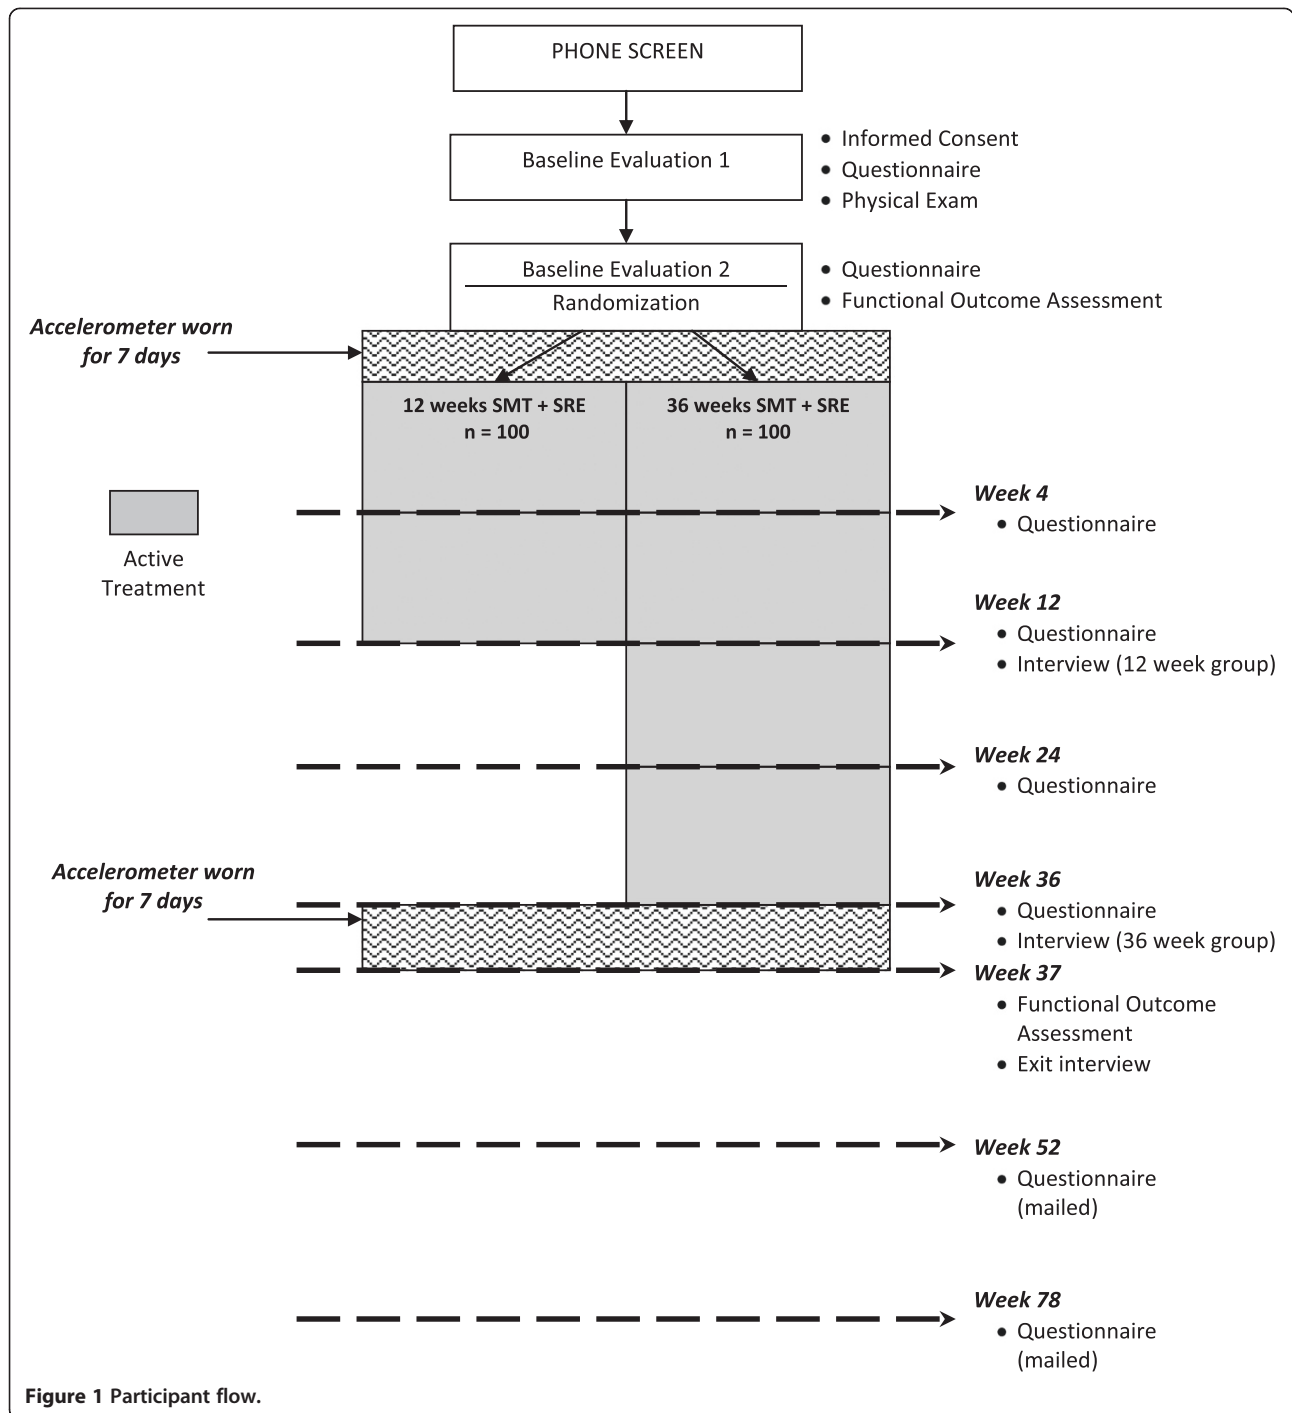 PHONE SCREEN
Baseline Evaluation 1
• Informed Consent
• Questionnaire
• Physical Exam
Baseline Evaluation 2
Randomization
• Questionnaire
• Functional Outcome Assessment
Accelerometer worn
for 7 days
12 weeks SMT + SRE
n = 100
36 weeks SMT + SRE
n = 100
Active
Treatment
Week 4
• Questionnaire
Week 12
• Questionnaire
• Interview (12 week group)
Week 24
• Questionnaire
Accelerometer worn
for 7 days
Week 36
• Questionnaire
• Interview (36 week group)
Week 37
• Functional Outcome
Assessment
• Exit interview
Week 52
• Questionnaire
(mailed)
Week 78
• Questionnaire
(mailed)
Figure 1 Participant flow.